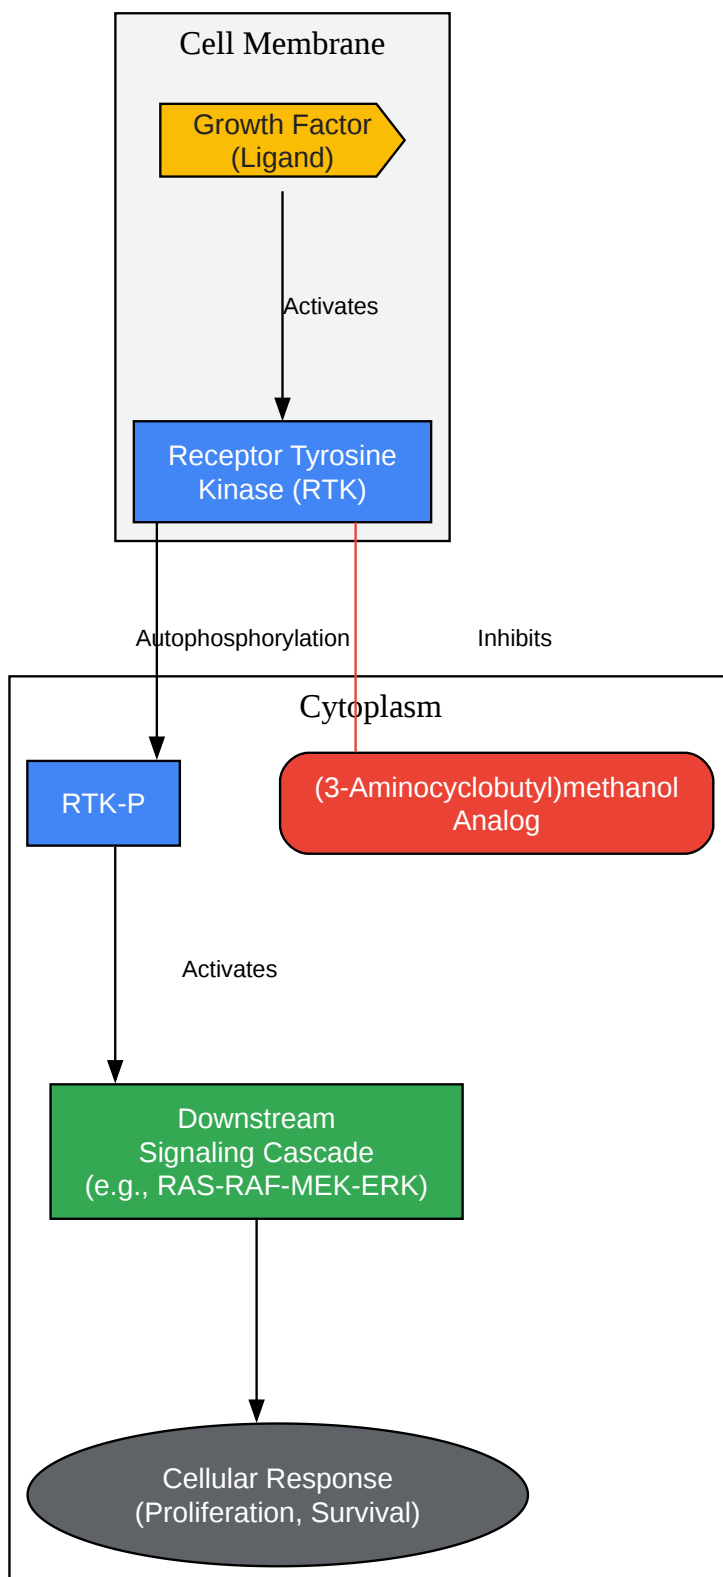 Cell Membrane
Growth Factor
(Ligand)
Activates
Receptor Tyrosine
Kinase (RTK)
Autophosphorylation
Inhibits
Cytoplasm
RTK-P
(3-Aminocyclobutyl)methanol
Analog
Activates
Downstream
Signaling Cascade
(e.g., RAS-RAF-MEK-ERK)
Cellular Response
(Proliferation, Survival)